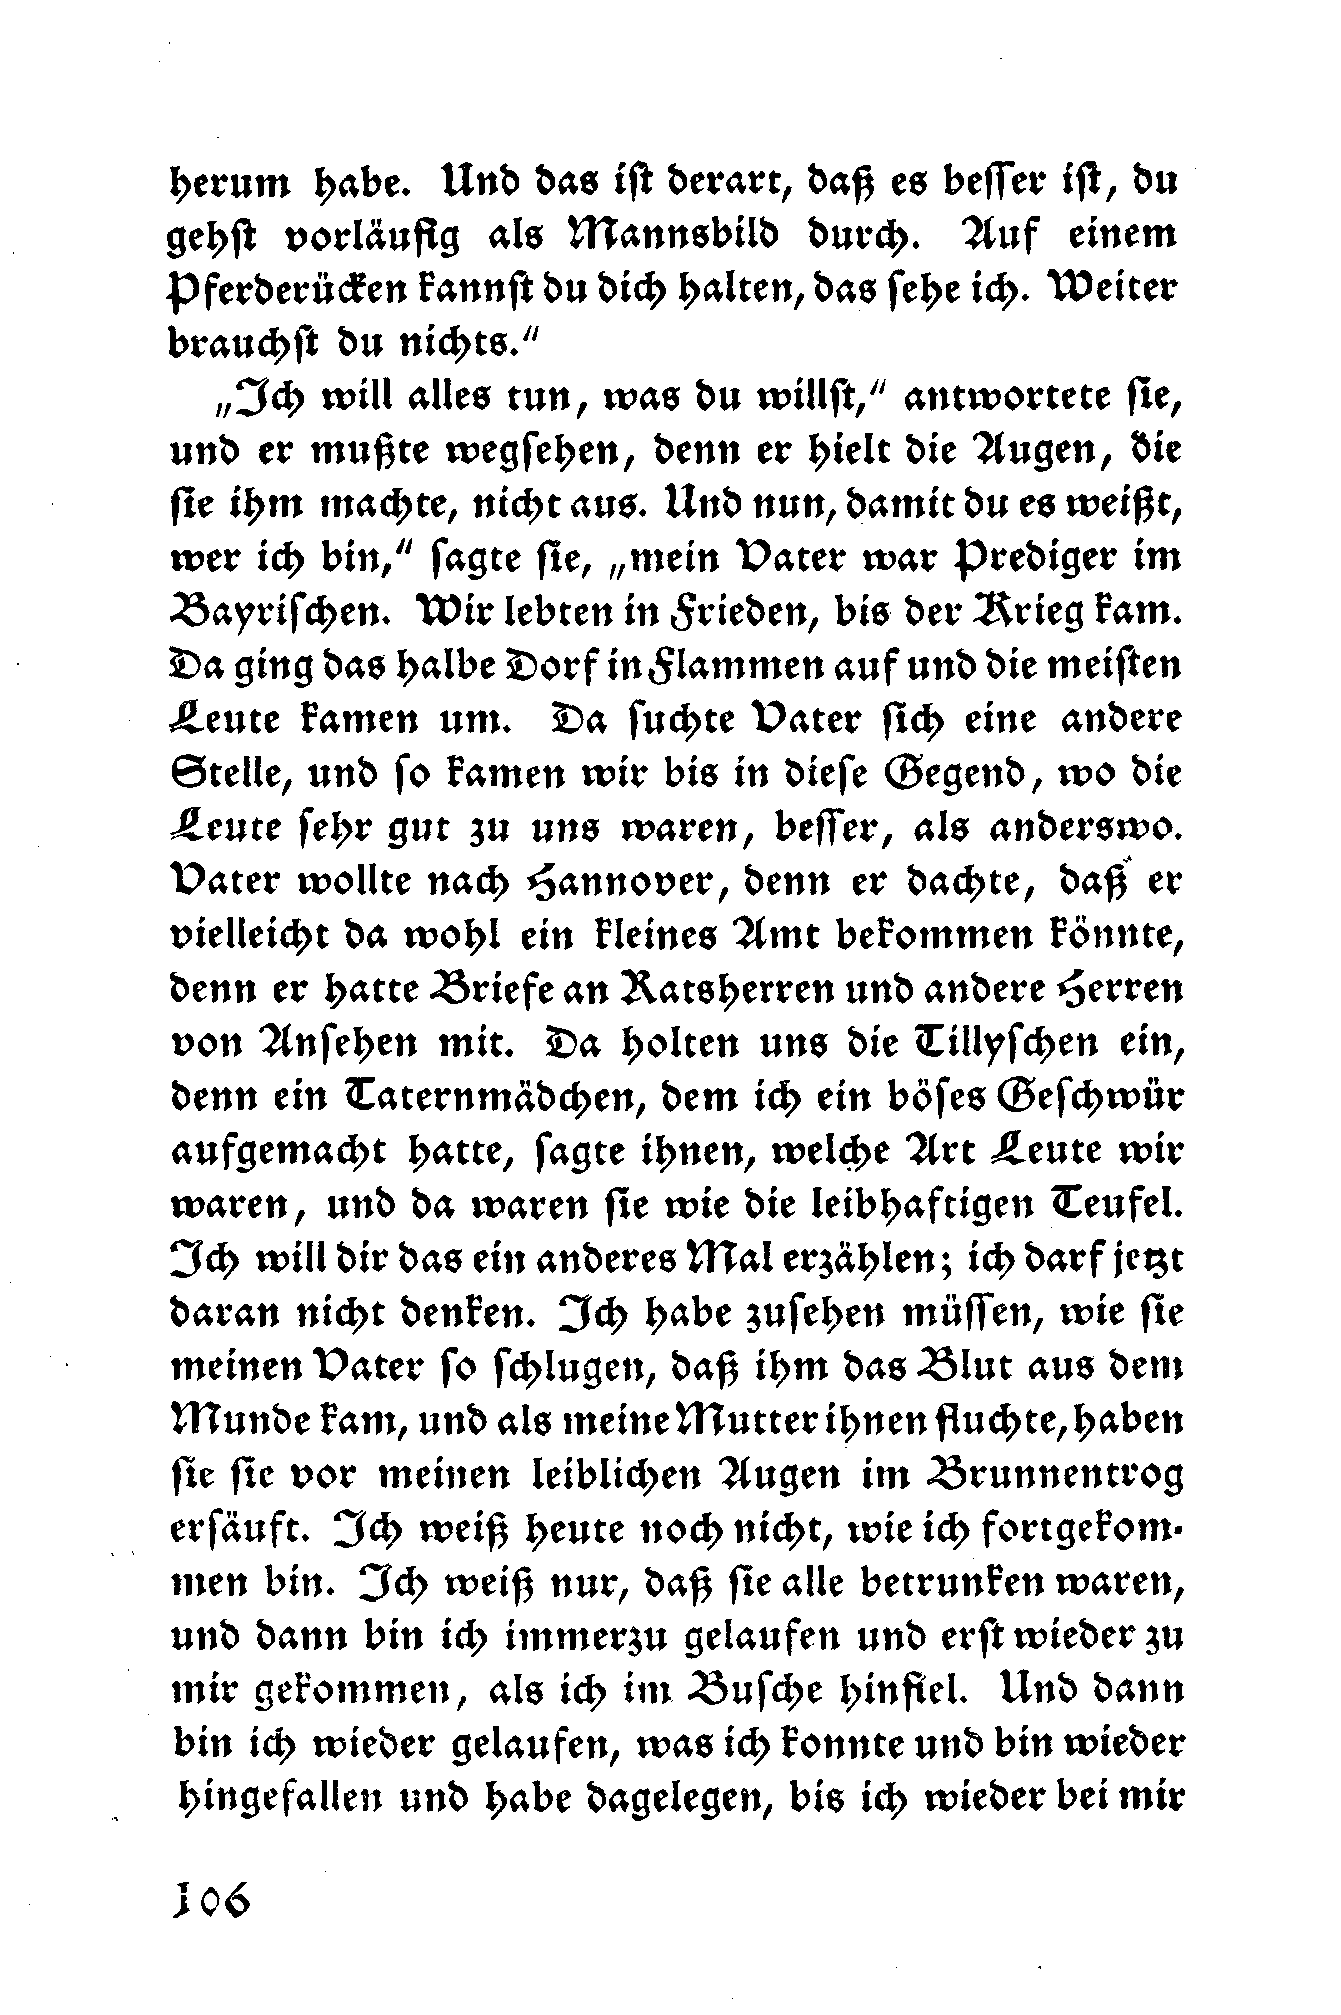 herum habe. Und das ist derart, daß es besser ist, du
gehst vorläufig als Mannsbild durch. Auf einem
Pferderücken kannst du dich halten, das sehe ich. Weiter
brauchst du nichts.“
„Ich will alles tun, was du willst,“ antwortete sie,
und er mußte wegsehen, denn er hielt die Augen, die
sie ihm machte, nicht aus. Und nun, damit du es weißt,
wer ich bin,“ sagte sie, „mein Vater war Prediger im
Bayrischen. Wir lebten in Frieden, bis der Krieg kam.
Da ging das halbe Dorf in Flammen auf und die meisten
Leute kamen um. Da suchte Vater sich eine andere
Stelle, und so kamen wir bis in diese Gegend, wo die
Leute sehr gut zu uns waren, besser, als anderswo.
Vater wollte nach Hannover, denn er dachte, daß er
vielleicht da wohl ein kleines Amt bekommen könnte,
denn er hatte Briefe an Ratsherren und andere Herren
von Ansehen mit. Da holten uns die Tillyschen ein,
denn ein Taternmädchen, dem ich ein böses Geschwür
aufgemacht hatte, sagte ihnen, welche Art Leute wir
waren, und da waren sie wie die leibhaftigen Teufel.
Ich will dir das ein anderes Mal erzählen; ich darf jetzt
daran nicht denken. Ich habe zusehen müssen, wie sie
meinen Vater so schlugen, daß ihm das Blut aus dem
Munde kam, und als meine Mutter ihnen fluchte, haben
sie sie vor meinen leiblichen Augen im Brunnentrog
ersäuft. Ich weiß heute noch nicht, wie ich fortgekom-
men bin. Ich weiß nur, daß sie alle betrunken waren,
und dann bin ich immerzu gelaufen und erst wieder zu
mir gekommen, als ich im Busche hinfiel. Und dann
bin ich wieder gelaufen, was ich konnte und bin wieder
hingefallen und habe dagelegen, bis ich wieder bei mir
106